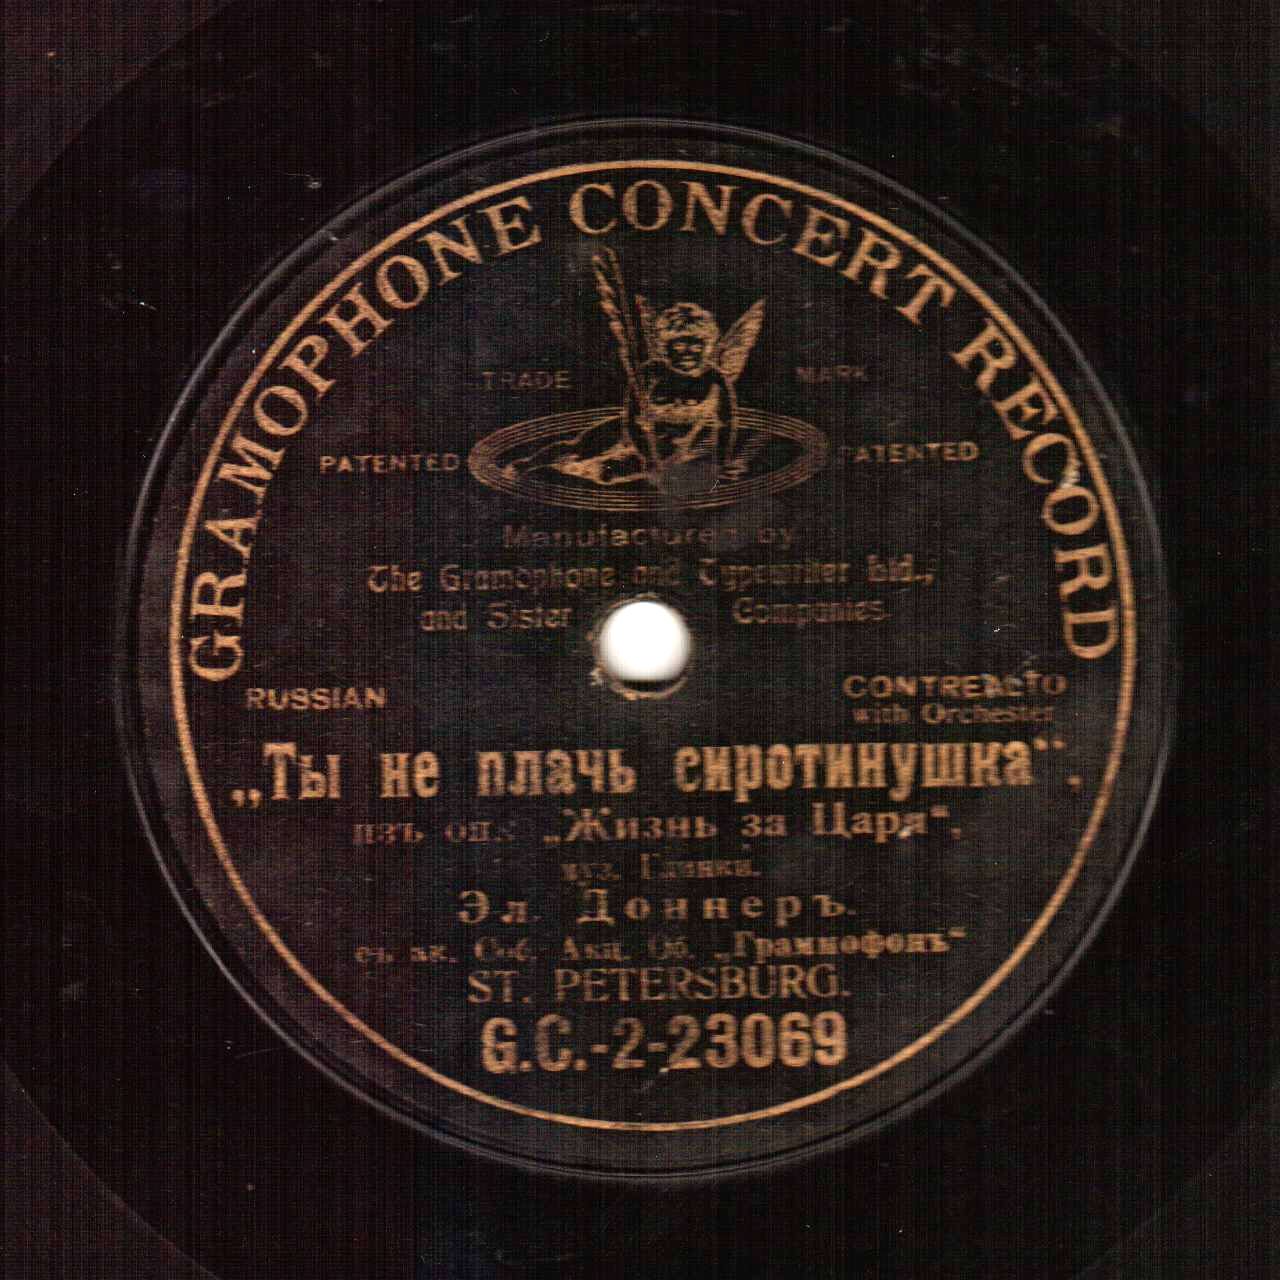 GRAMOPHONE CONCERT RECORD
TRADE MARK
PATENTED PATENTED
Manufactured by
The Gramophone and Typewriter Ltd.,
and Sister Companies.
RUSSIAN
CONTREALTO
with Orchester
„Ты не плачь сиротинушка“,
изъ оп. „Жизнь за Царя“,
муз. Глинки.
Эл. Доннеръ.
съ ак. Соб. Акц. Об. „Граммофонъ“
ST. PETERSBURG.
G.C.-2-23069